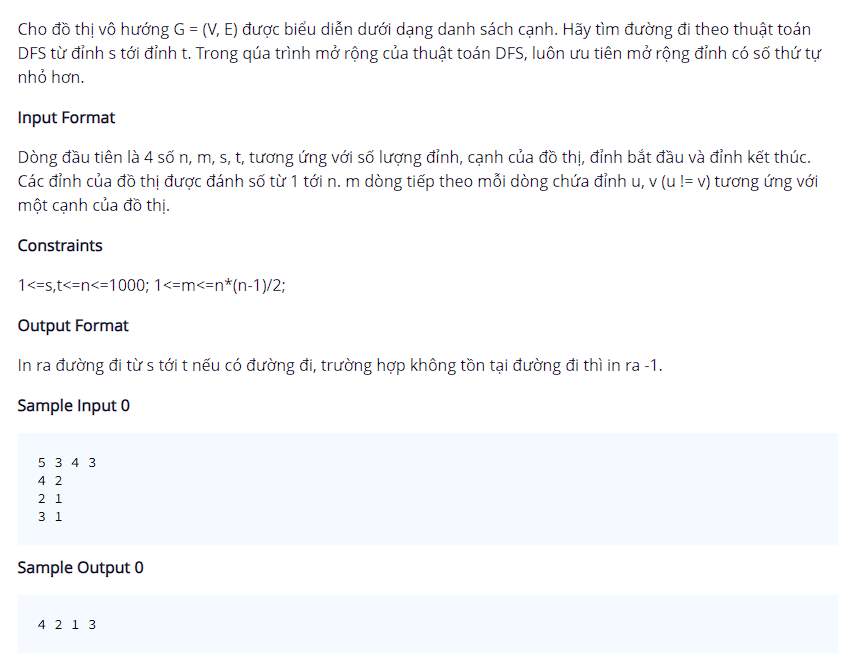 Cho đồ thị vô hướng G = (V, E) được biểu diễn dưới dạng danh sách cạnh. Hãy tìm đường đi theo thuật toán
DFS từ đỉnh s tới đỉnh t. Trong qúa trình mở rộng của thuật toán DFS, luôn ưu tiên mở rộng đỉnh có số thứ tự
nhỏ hơn.
Input Format
Dòng đầu tiên là 4 số n, m, s, t, tương ứng với số lượng đỉnh, cạnh của đồ thị, đỉnh bắt đầu và đỉnh kết thúc.
Các đỉnh của đồ thị được đánh số từ 1 tới n. m dòng tiếp theo mỗi dòng chứa đỉnh u, v (u != v) tương ứng với
một cạnh của đồ thị.
Constraints
1<=s,t<=n<=1000; 1<=m<=n*(n-1)/2;
Output Format
In ra đường đi từ s tới t nếu có đường đi, trường hợp không tồn tại đường đi thì in ra -1.
Sample Input 0
5 3 4 3
4 2
2 1
3 1
Sample Output 0
4 2 1 3